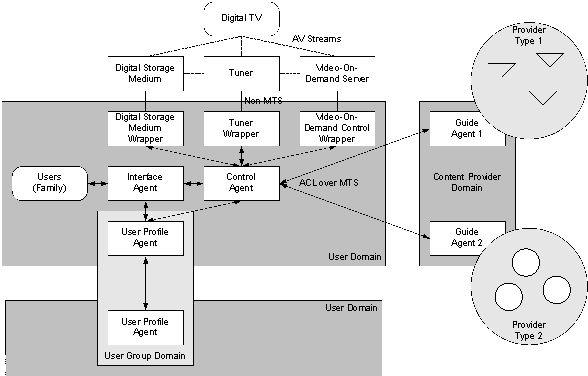 Digital TV
AV Streams
Provider
Type 1
Digital Storage
Medium
Tuner
Video-On-
Demand Server
Non-MTS
Digital Storage
Medium
Wrapper
Tuner
Wrapper
Video-On-
Demand Control
Wrapper
Guide
Agent 1
Users
(Family)
Interface
Agent
Control
Agent
ACL over MTS
Content Provider
Domain
User Profile
Agent
Guide
Agent 2
User Domain
User Domain
User Profile
Agent
Provider
Type 2
User Group Domain